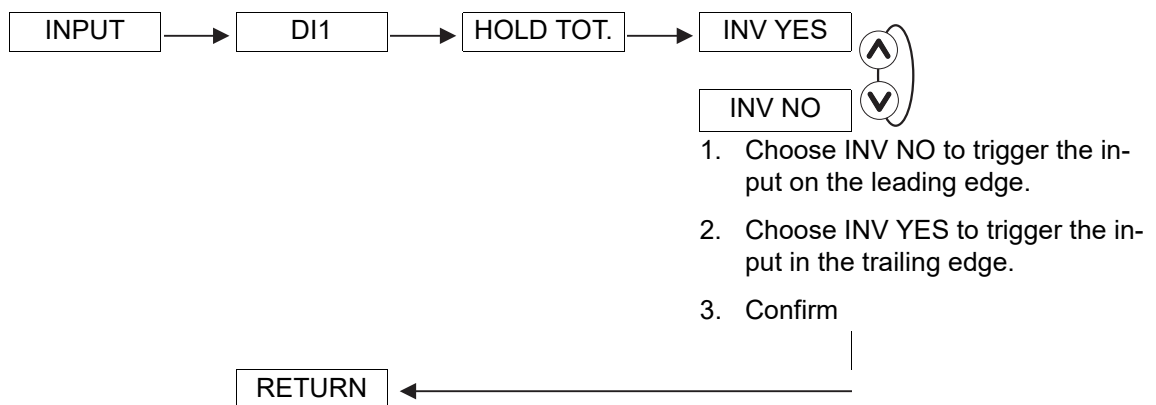 INPUT DI1 HOLD TOT. INV YES
INV NO
1. Choose INV NO to trigger the in-
put on the leading edge.
2. Choose INV YES to trigger the in-
put in the trailing edge.
3. Confirm
RETURN